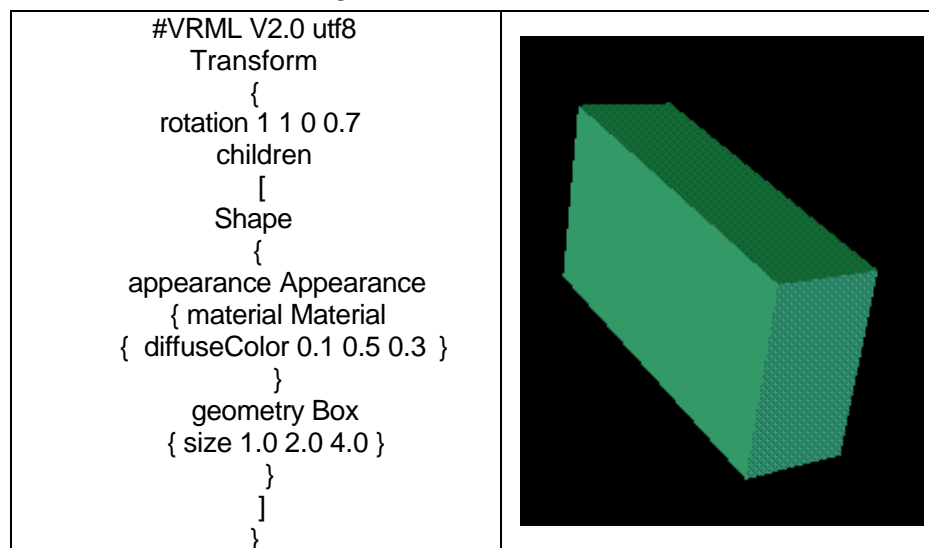 #VRML V2.0 utf8
Transform
{
rotation 1 1 0 0.7
children
[
Shape
{
appearance Appearance
{ material Material
{ diffuseColor 0.1 0.5 0.3 }
}
geometry Box
{ size 1.0 2.0 4.0 }
}
]
}